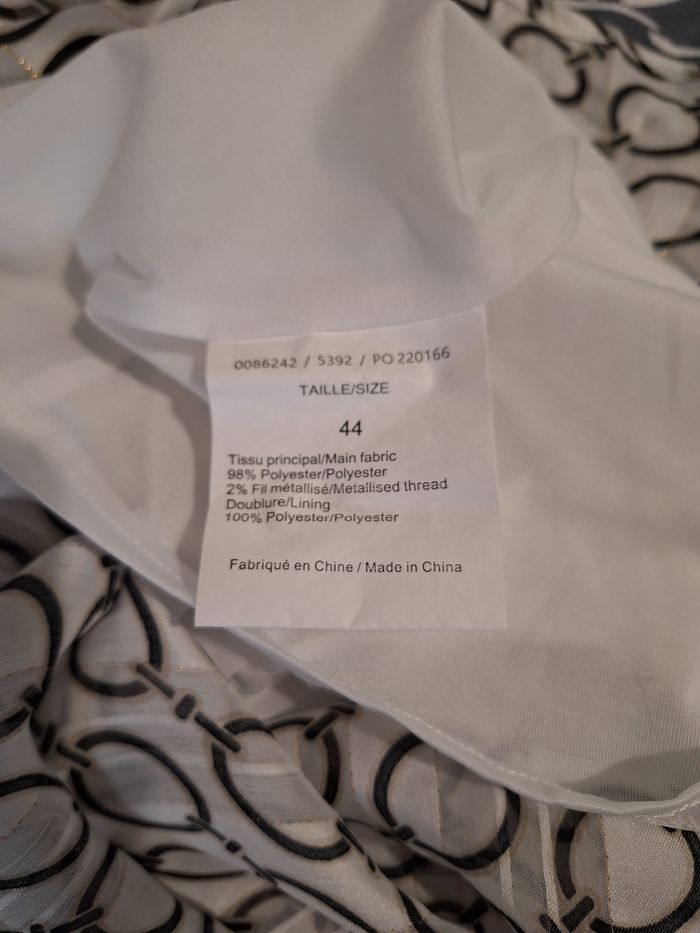 0086242 / 5392 / PO 220166
TAILLE/SIZE
44
Tissu principal/Main fabric
98% Polyester/Polyester
2% Fil métallisé/Metallised thread
Doublure/Lining
100% Polyester/Polyester
Fabriqué en Chine / Made in China